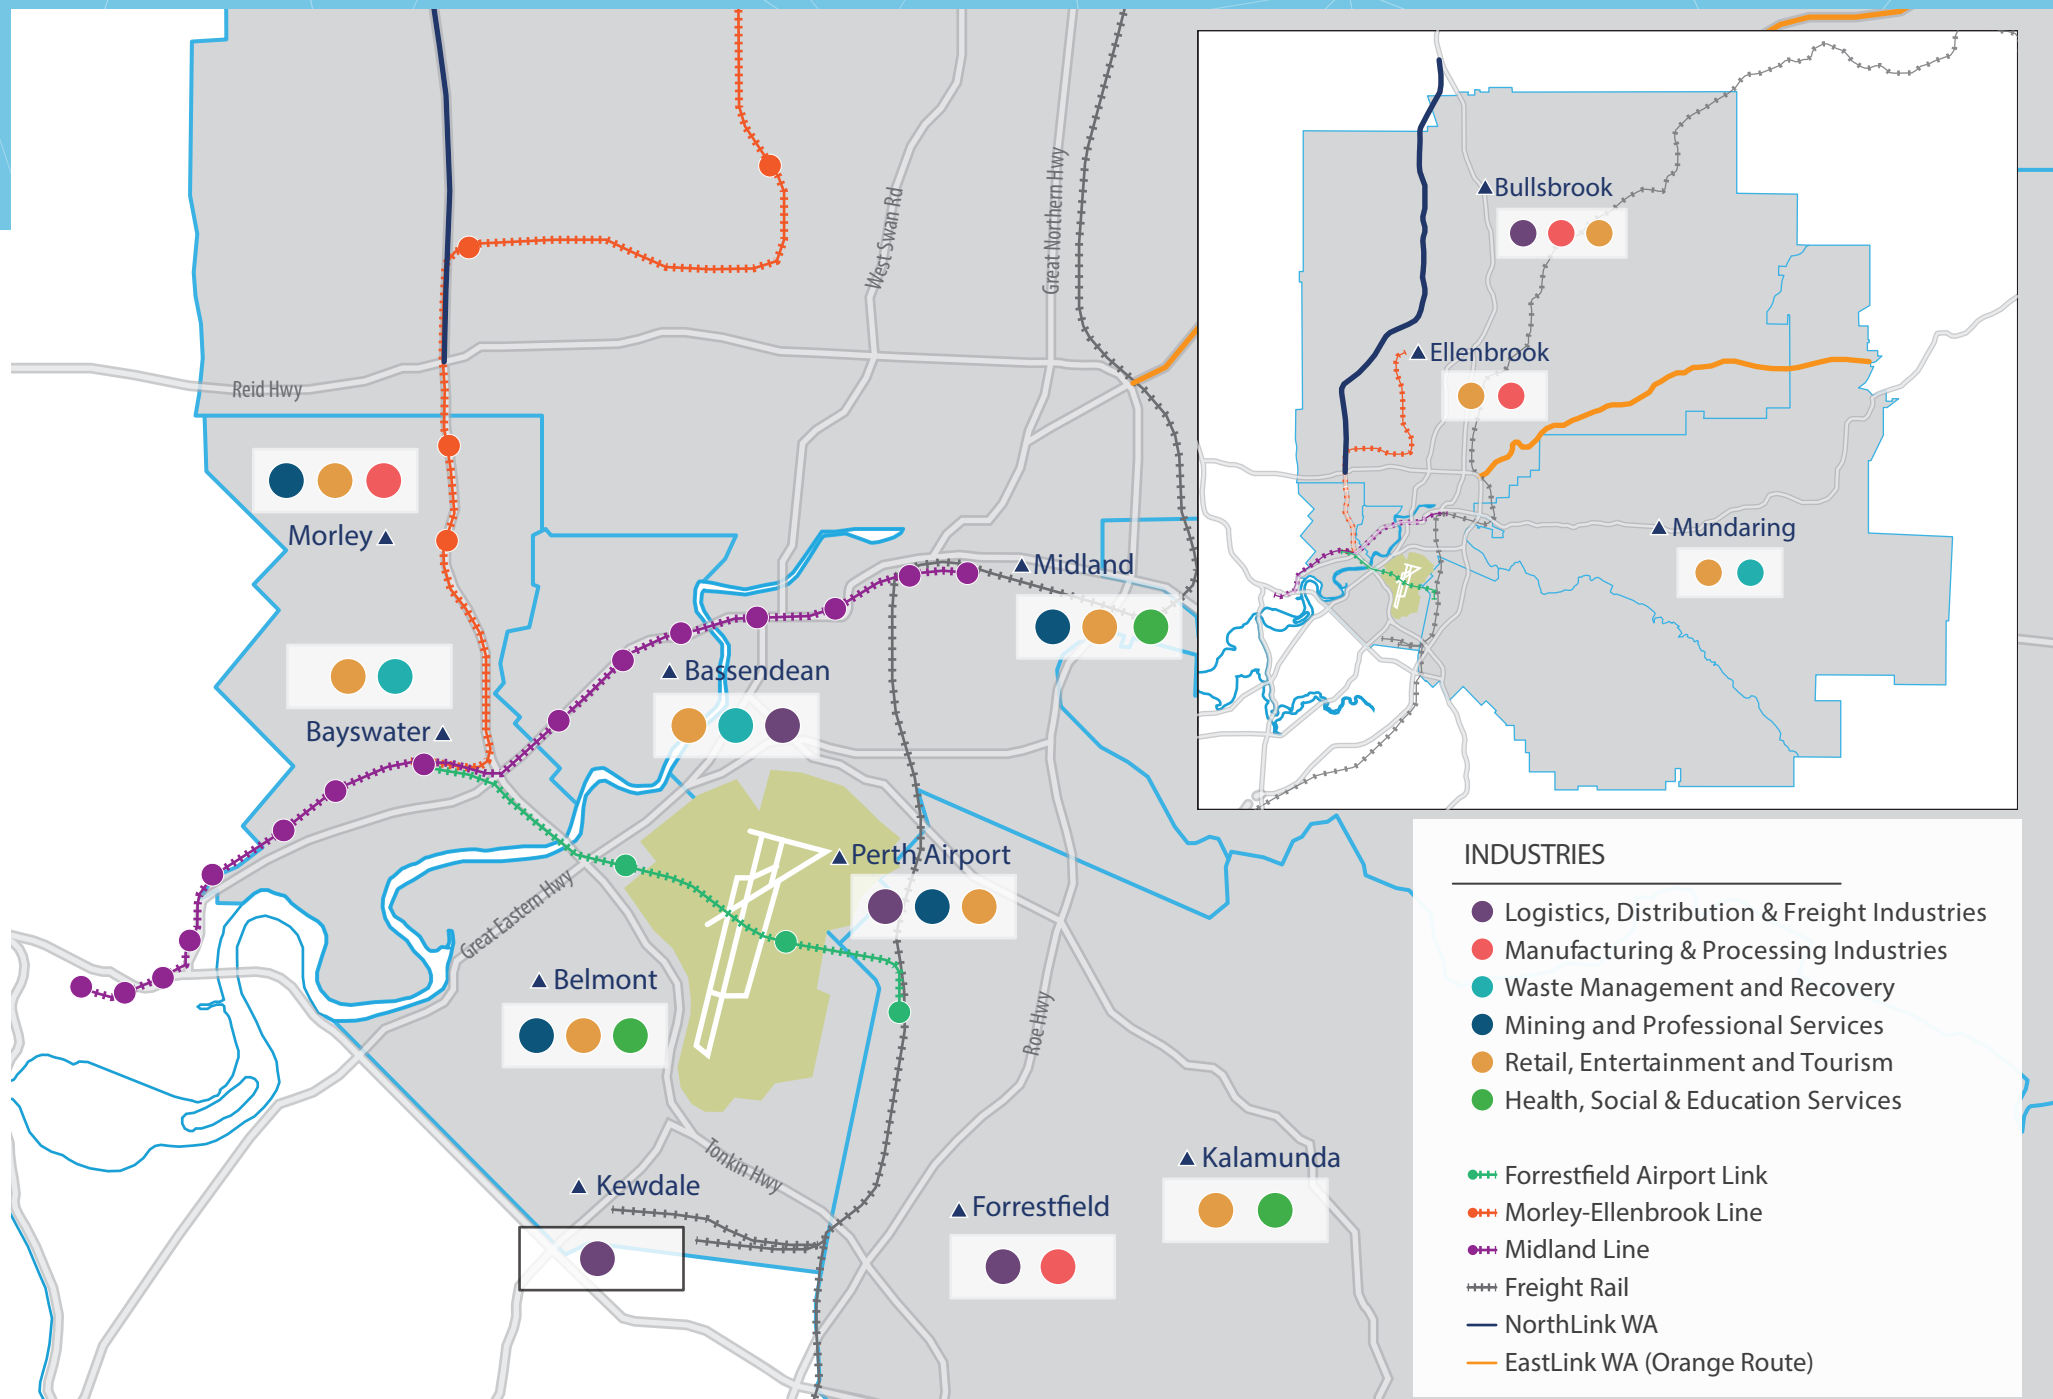 West Swan Rd
Great Northern Hwy
Reid Hwy
Morley
Midland
Bassendean
Bayswater
Perth Airport
Great Eastern Hwy
Belmont
Roe Hwy
Tonkin Hwy
Kalamunda
Kewdale
Forrestfield
Bullsbrook
Ellenbrook
Mundaring
INDUSTRIES
Logistics, Distribution & Freight Industries
Manufacturing & Processing Industries
Waste Management and Recovery
Mining and Professional Services
Retail, Entertainment and Tourism
Health, Social & Education Services
Forrestfield Airport Link
Morley-Ellenbrook Line
Midland Line
Freight Rail
NorthLink WA
EastLink WA (Orange Route)